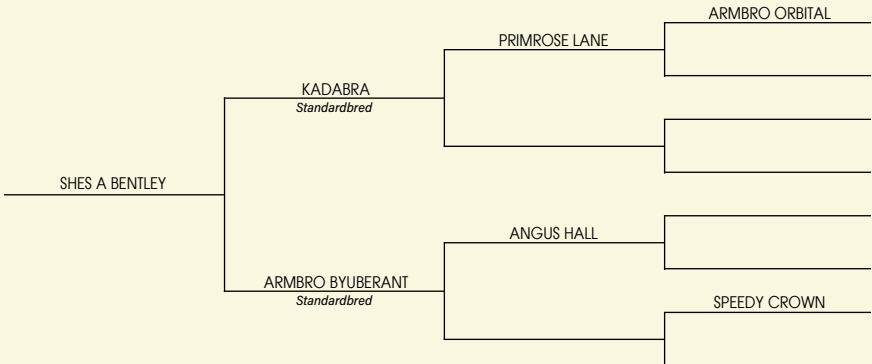 ARMBRO ORBITAL
PRIMROSE LANE
KADABRA
Standardbred
SHES A BENTLEY
ANGUS HALL
ARMBRO BYUBERANT
Standardbred
SPEEDY CROWN